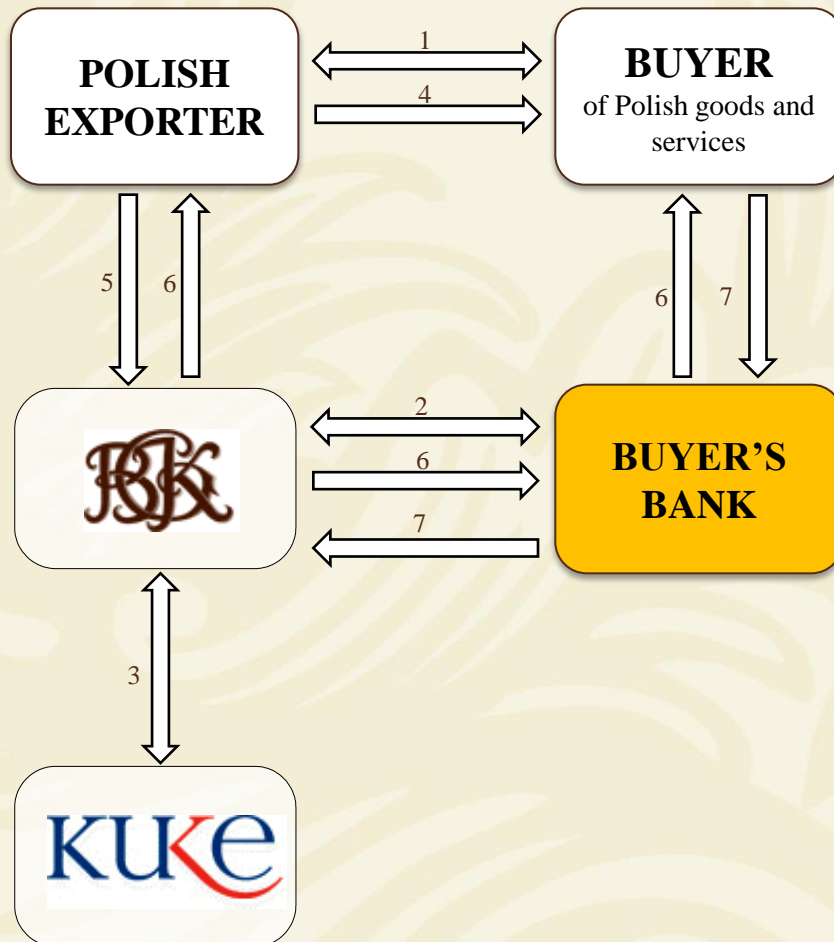 POLISH
EXPORTER
1
4
BUYER
of Polish goods and
services
5
6
6
7
BGK
2
6
7
BUYER’S
BANK
3
KUKe